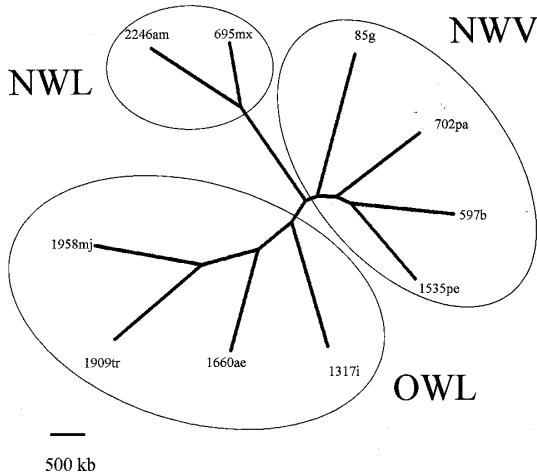 2246am
695mx
85g
NWV
NWL
702pa
597b
1958mj
1535pe
1909tr
1660ae
1317i
OWL
500 kb